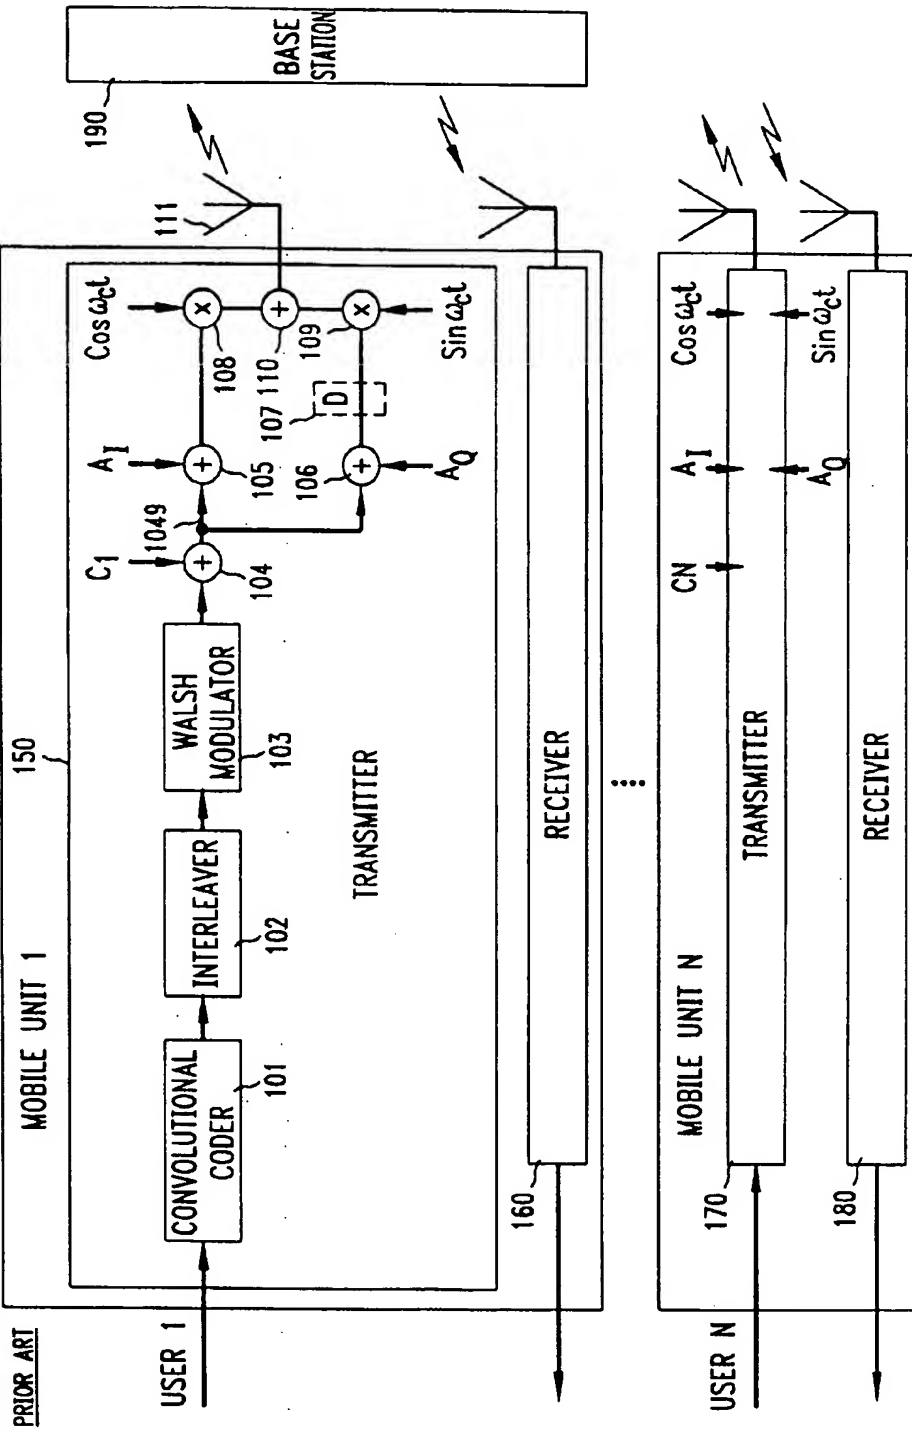 PRIOR ART
MOBILE UNIT 1
150
USER 1
CONVOLUTIONAL
CODER
101
INTERLEAVER
102
WALSH
MODULATOR
103
C1
104
1049
AI
105
106
AQ
107
D
Cos ωct
108
110
109
Sin ωct
111
TRANSMITTER
160
RECEIVER
190
BASE
STATION
USER N
MOBILE UNIT N
170
TRANSMITTER
CN
AI
AQ
Cos ωct
Sin ωct
180
RECEIVER